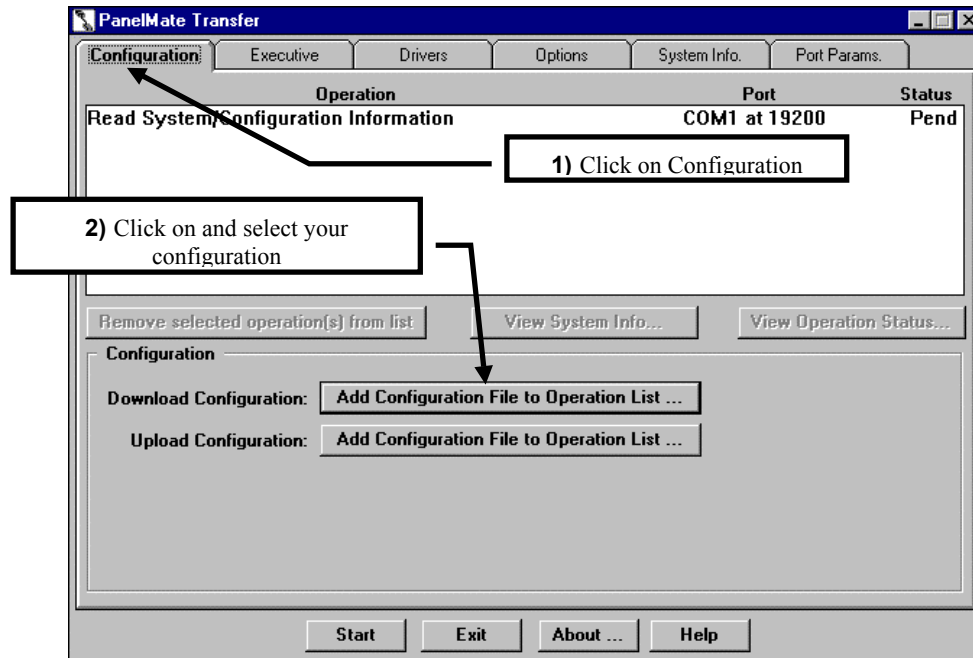 PanelMate Transfer
Configuration Executive Drivers Options System Info. Port Params.
Operation Port Status
Read System/Configuration Information COM1 at 19200 Pend
1) Click on Configuration
2) Click on and select your
configuration
Remove selected operation(s) from list View System Info... View Operation Status...
Configuration
Download Configuration: Add Configuration File to Operation List ...
Upload Configuration: Add Configuration File to Operation List ...
Start Exit About ... Help